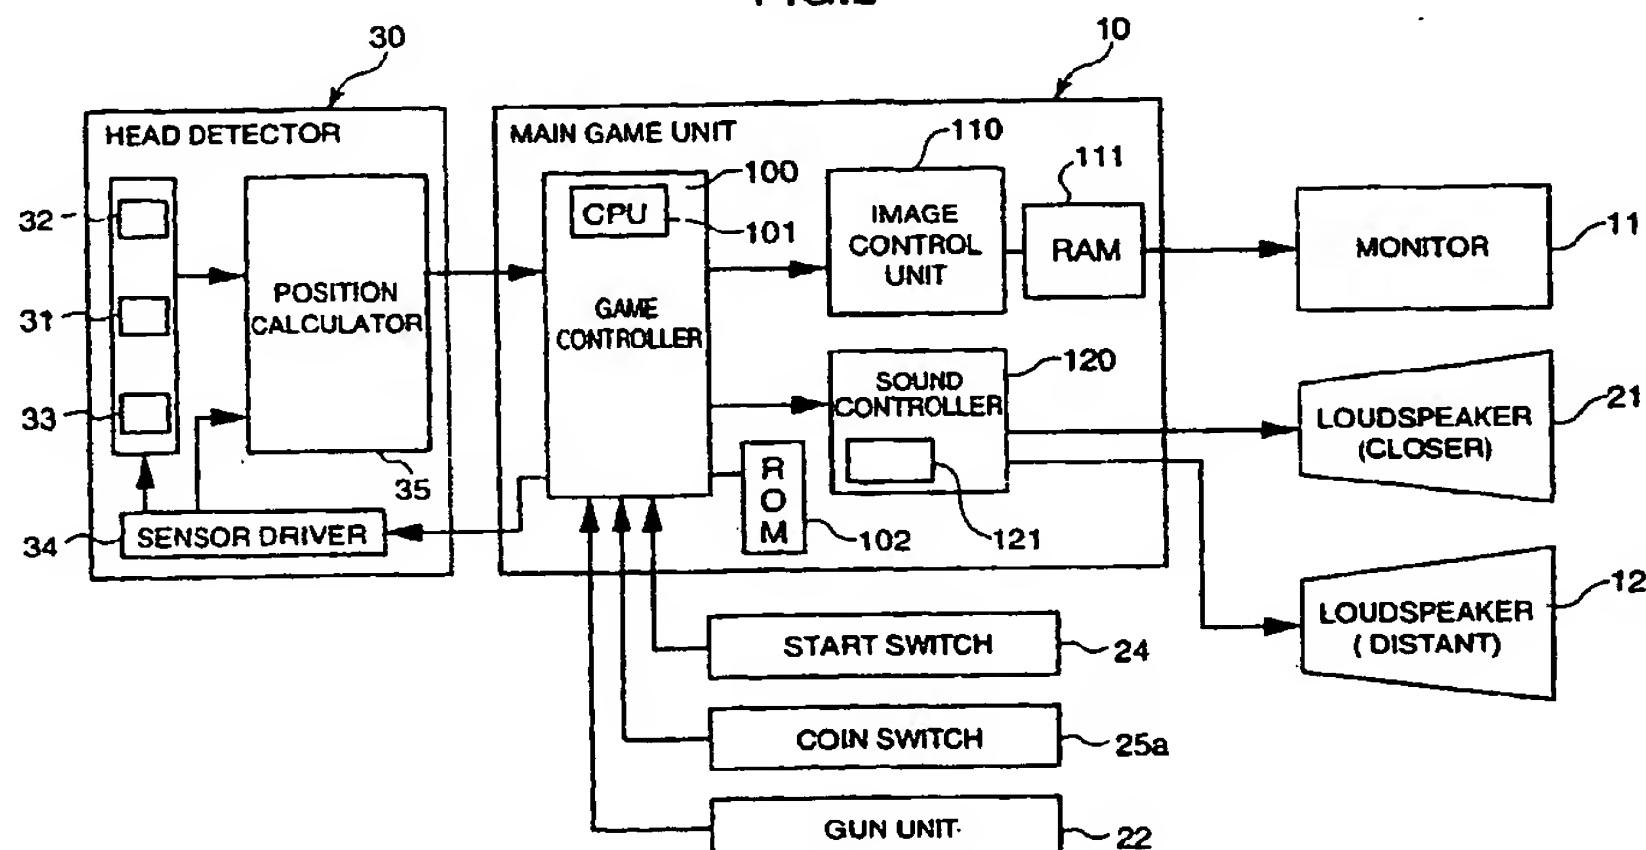 30
10
HEAD DETECTOR
MAIN GAME UNIT
110
111
100
CPU
101
32
31
33
POSITION
CALCULATOR
GAME
CONTROLLER
IMAGE
CONTROL
UNIT
RAM
MONITOR
11
120
SOUND
CONTROLLER
121
LOUDSPEAKER
(CLOSER)
21
35
34
SENSOR DRIVER
ROM
102
LOUDSPEAKER
( DISTANT)
12
START SWITCH
24
COIN SWITCH
25a
GUN UNIT
22